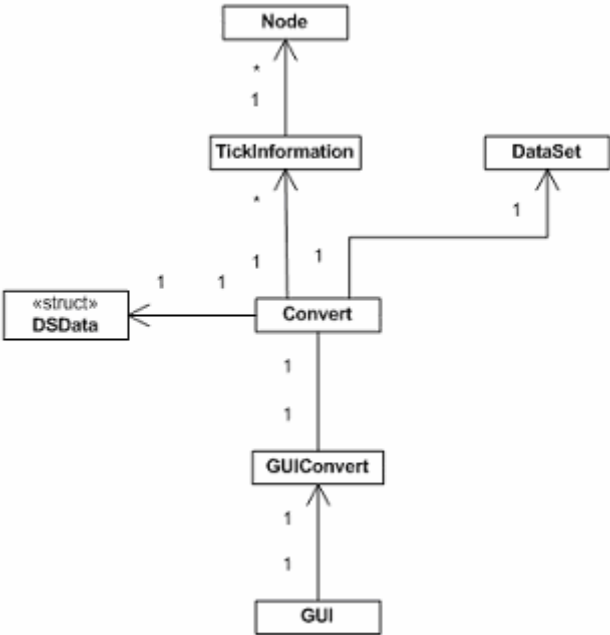 Node
*
1
TickInformation
DataSet
*
1
1
1
1
1
«struct»
DSData
Convert
1
1
GUIConvert
1
1
GUI